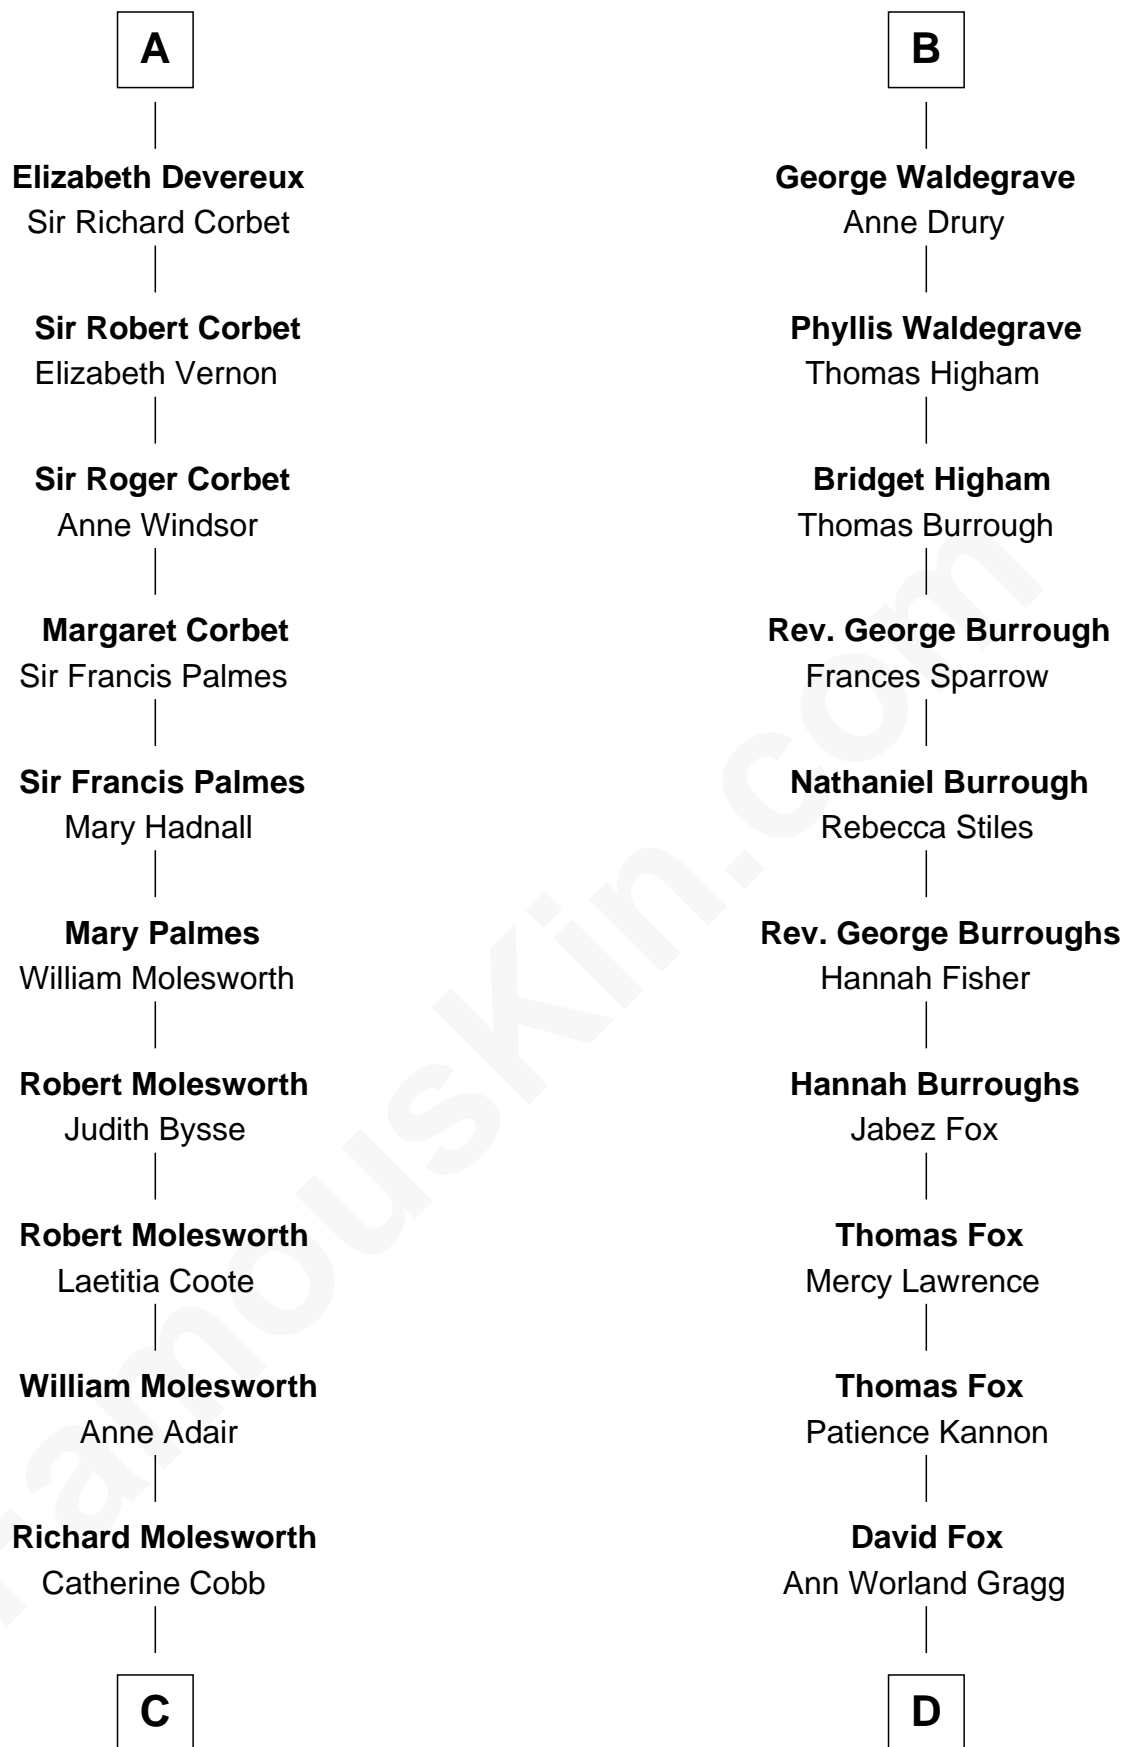 A
Elizabeth Devereux
Sir Richard Corbet
Sir Robert Corbet
Elizabeth Vernon
Sir Roger Corbet
Anne Windsor
Margaret Corbet
Sir Francis Palmes
Sir Francis Palmes
Mary Hadnall
Mary Palmes
William Molesworth
Robert Molesworth
Judith Bysse
Robert Molesworth
Laetitia Coote
William Molesworth
Anne Adair
Richard Molesworth
Catherine Cobb
C
B
George Waldegrave
Anne Drury
Phyllis Waldegrave
Thomas Higham
Bridget Higham
Thomas Burrough
Rev. George Burrough
Frances Sparrow
Nathaniel Burrough
Rebecca Stiles
Rev. George Burroughs
Hannah Fisher
Hannah Burroughs
Jabez Fox
Thomas Fox
Mercy Lawrence
Thomas Fox
Patience Kannon
David Fox
Ann Worland Gragg
D
FamousKin.com